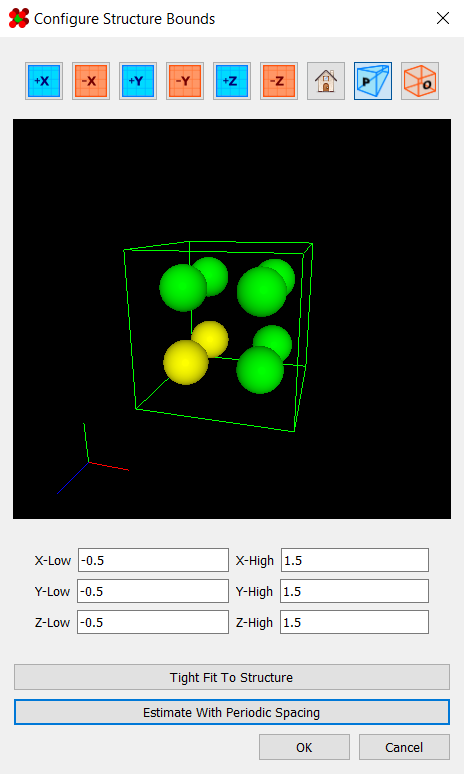 Configure Structure Bounds
+X -X +Y -Y +Z -Z P O
X-Low -0.5 X-High 1.5
Y-Low -0.5 Y-High 1.5
Z-Low -0.5 Z-High 1.5
Tight Fit To Structure
Estimate With Periodic Spacing
OK Cancel